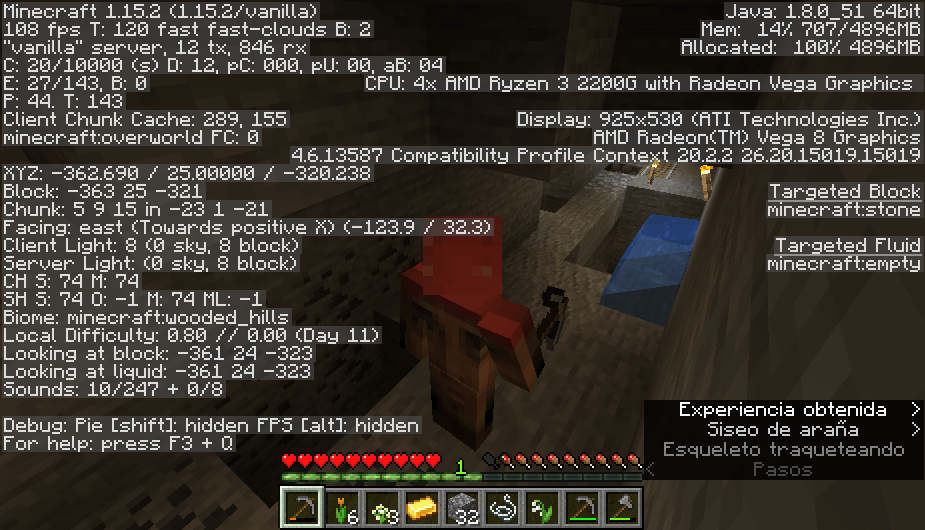 Minecraft 1.15.2 (1.15.2/vanilla)
108 fps T: 120 fast fast-clouds B: 2
"vanilla" server, 12 tx, 846 rx
C: 20/10000 (s) D: 12, pC: 000, pU: 00, aB: 04
E: 27/143, B: 0
P: 44. T: 143
Client Chunk Cache: 289, 155
minecraft:overworld FC: 0
XYZ: -362.690 / 25.00000 / -320.238
Block: -363 25 -321
Chunk: 5 9 15 in -23 1 -21
Facing: east (Towards positive X) (-123.9 / 32.3)
Client Light: 8 (0 sky, 8 block)
Server Light: (0 sky, 8 block)
CH S: 74 M: 74
SH S: 74 O: -1 M: 74 ML: -1
Biome: minecraft:wooded_hills
Local Difficulty: 0.80 // 0.00 (Day 11)
Looking at block: -361 24 -323
Looking at liquid: -361 24 -323
Sounds: 10/247 + 0/8
Debug: Pie [shift]: hidden FPS [alt]: hidden
For help: press F3 + Q
Java: 1.8.0_51 64bit
Mem: 14% 707/4896MB
Allocated: 100% 4896MB
CPU: 4x AMD Ryzen 3 2200G with Radeon Vega Graphics
Display: 925x530 (ATI Technologies Inc.)
AMD Radeon(TM) Vega 8 Graphics
4.6.13587 Compatibility Profile Context 20.2.2 26.20.15019.15019
Targeted Block
minecraft:stone
Targeted Fluid
minecraft:empty
Experiencia obtenida >
Siseo de araña >
Esqueleto traqueteando
< Pasos
1
6
3
32